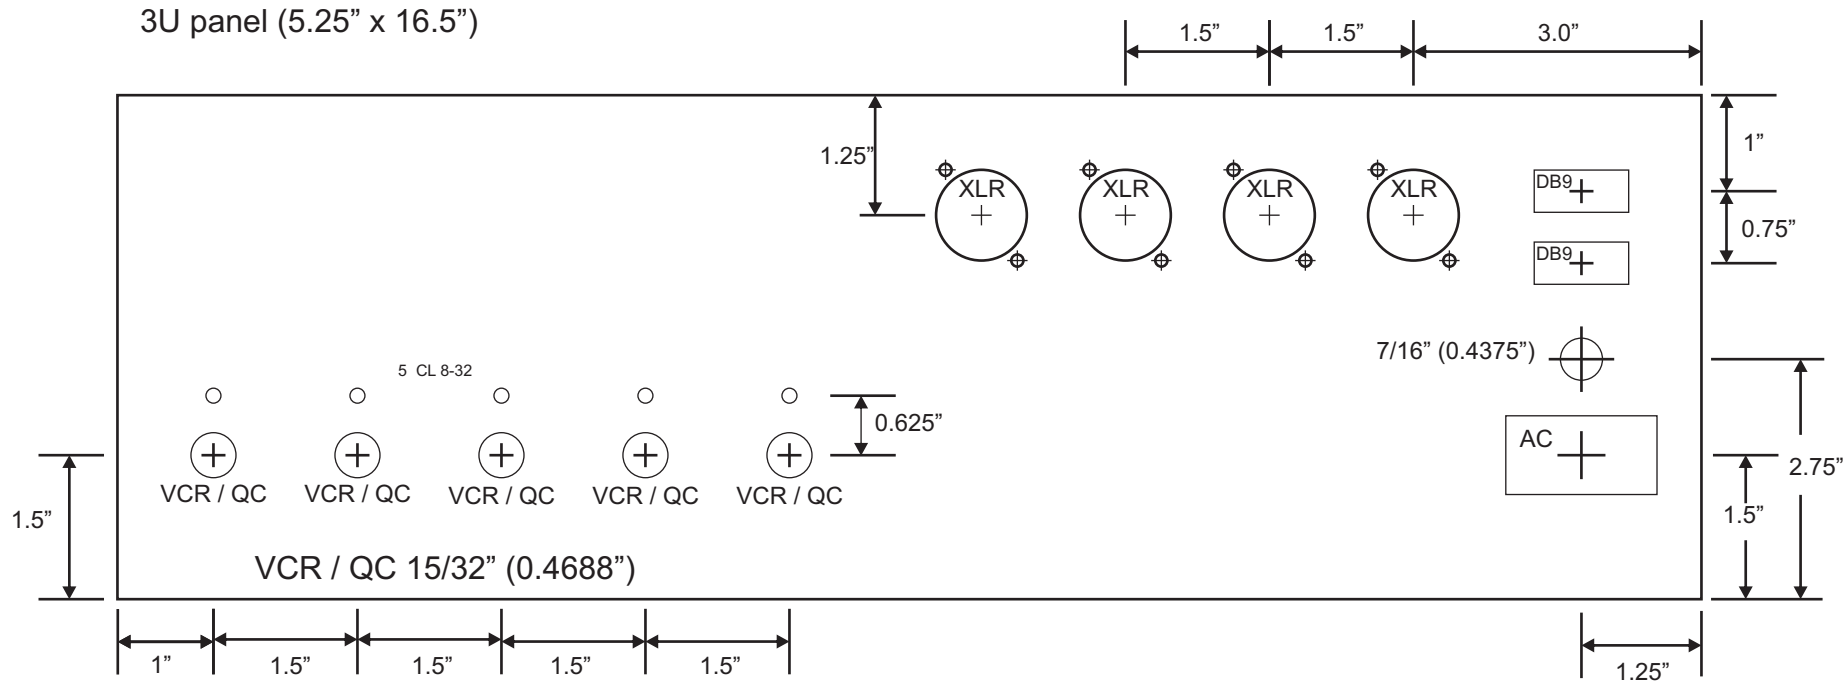 3U panel (5.25” x 16.5”)
1.5”
1.5”
3.0”
1.25”
1”
XLR
XLR
XLR
XLR
DB9
0.75”
DB9
7/16” (0.4375”)
5 CL 8-32
0.625”
AC
2.75”
VCR / QC
VCR / QC
VCR / QC
VCR / QC
VCR / QC
1.5”
1.5”
VCR / QC 15/32” (0.4688”)
1”
1.5”
1.5”
1.5”
1.5”
1.25”